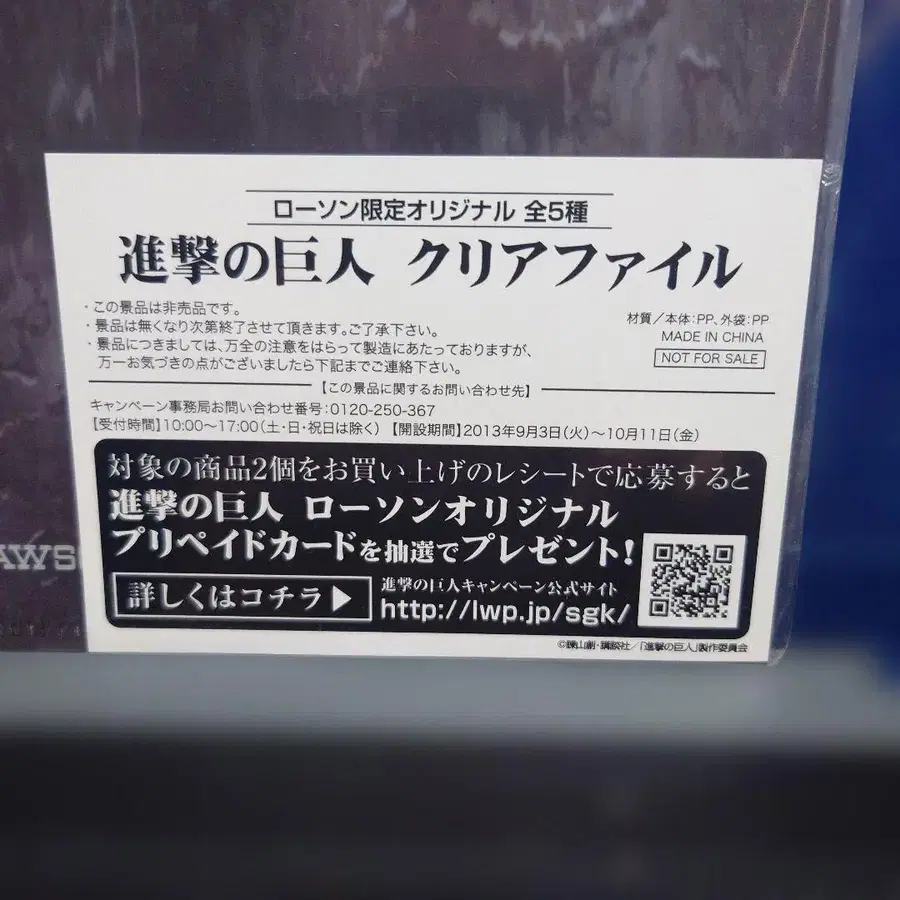 ローソン限定オリジナル 全5種
進撃の巨人 クリアファイル
・この景品は非売品です。
・景品は無くなり次第終了させて頂きます。ご了承下さい。
・景品につきましては、万全の注意をはらって製造にあたっておりますが、
万一お気づきの点がございましたら下記までご連絡下さい。
材質/本体:PP、外袋:PP
MADE IN CHINA
NOT FOR SALE
【この景品に関するお問い合わせ先】
キャンペーン事務局お問い合わせ番号:0120-250-367
【受付時間】10:00〜17:00(土・日・祝日は除く) 【開設期間】2013年9月3日(火)〜10月11日(金)
対象の商品2個をお買い上げのレシートで応募すると
進撃の巨人 ローソンオリジナル
プリペイドカードを抽選でプレゼント!
詳しくはコチラ▶
進撃の巨人キャンペーン公式サイト
http://lwp.jp/sgk/
©諫山創・講談社/「進撃の巨人」製作委員会
AWS